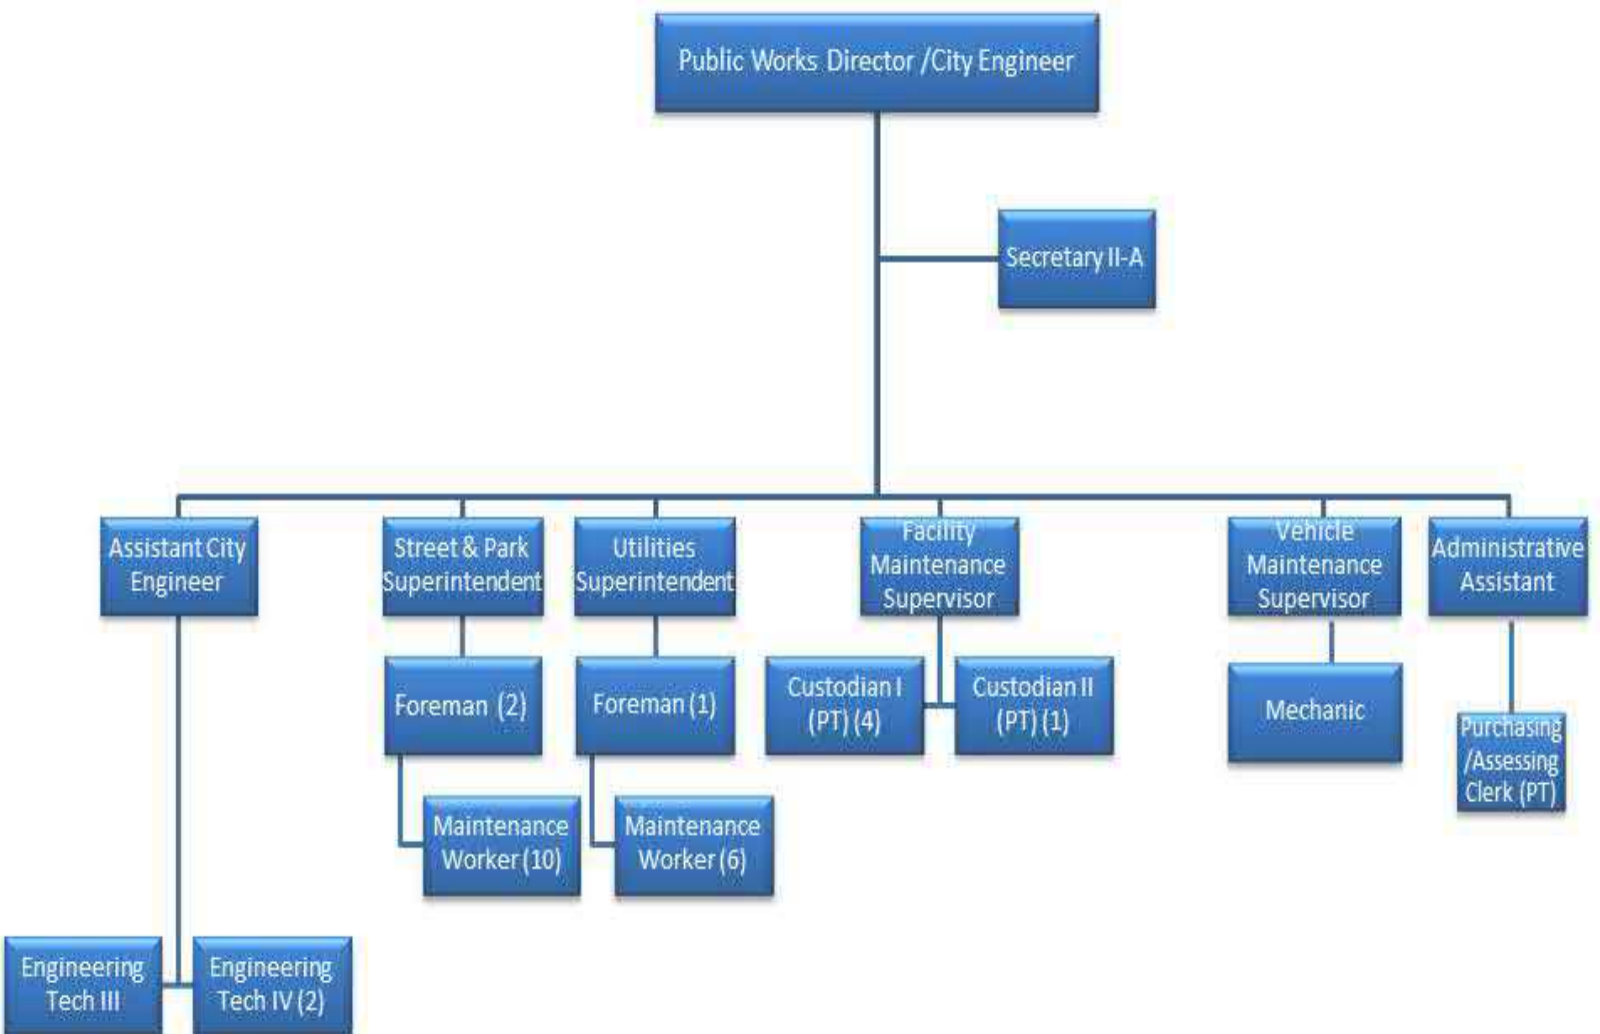 Public Works Director /City Engineer
Secretary II-A
Assistant City
Engineer
Street & Park
Superintendent
Utilities
Superintendent
Facility
Maintenance
Supervisor
Vehicle
Maintenance
Supervisor
Administrative
Assistant
Foreman (2)
Foreman (1)
Custodian I
(PT) (4)
Custodian II
(PT) (1)
Mechanic
Purchasing
/Assessing
Clerk (PT)
Maintenance
Worker (10)
Maintenance
Worker (6)
Engineering
Tech III
Engineering
Tech IV (2)